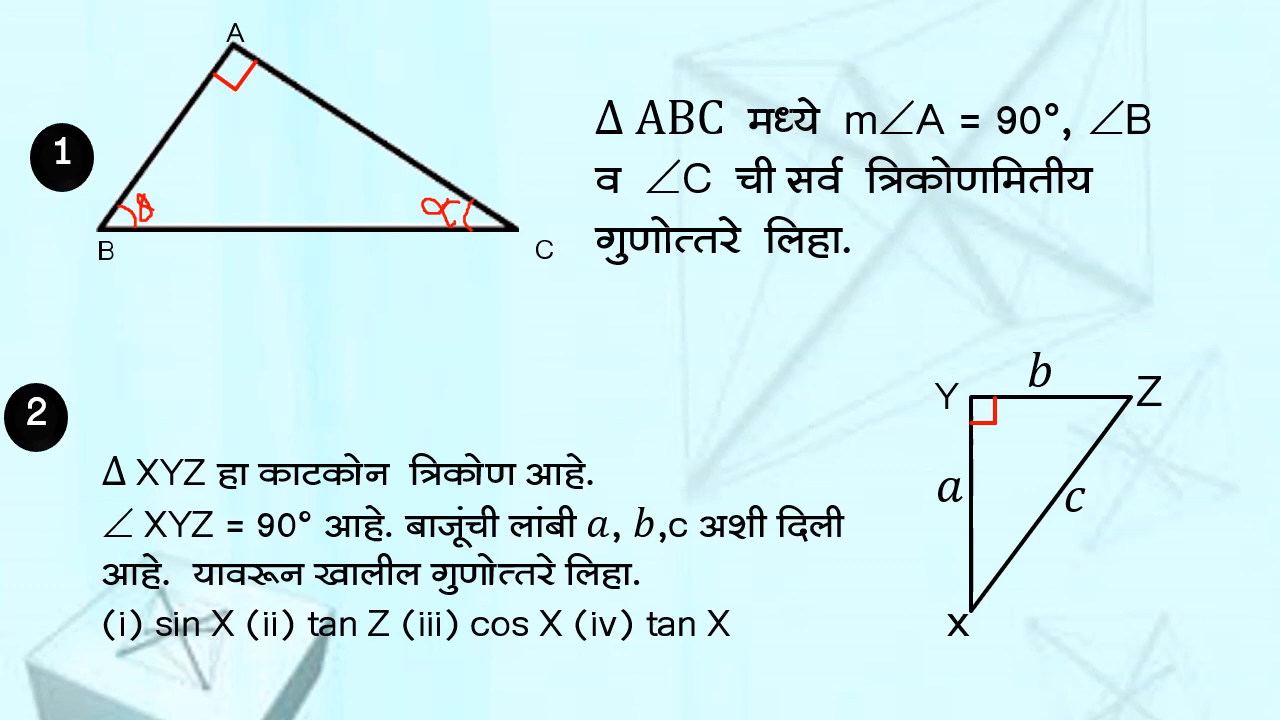 A
1
B
C
Δ ABC मध्ये m∠A = 90°, ∠B
व ∠C ची सर्व त्रिकोणमितीय
गुणोत्तरे लिहा.
2
Y
b
Z
a
c
X
Δ XYZ हा काटकोन त्रिकोण आहे.
∠ XYZ = 90° आहे. बाजूंची लांबी a, b,c अशी दिली
आहे. यावरून खालील गुणोत्तरे लिहा.
(i) sin X (ii) tan Z (iii) cos X (iv) tan X